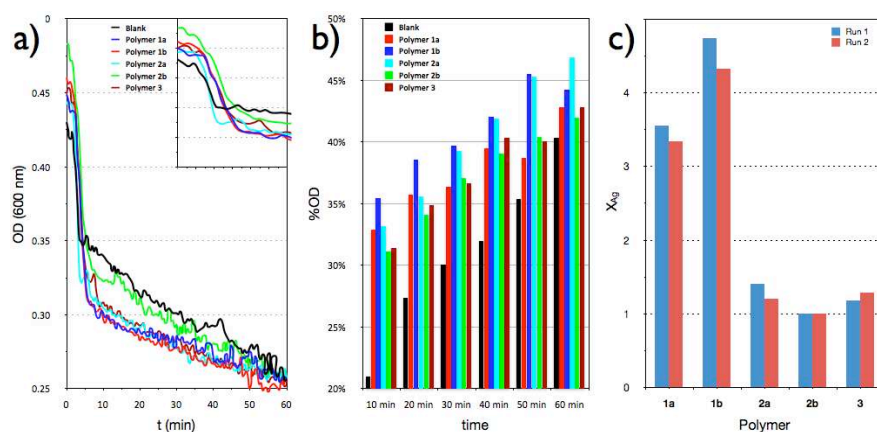 a)
0.5
0.45
0.40
0.35
0.30
0.25
OD (600 nm)
0 10 20 30 40 50 60
t (min)
Blank
Polymer 1a
Polymer 1b
Polymer 2a
Polymer 2b
Polymer 3
b)
50%
45%
40%
35%
30%
25%
20%
%OD
10 min 20 min 30 min 40 min 50 min 60 min
time
Blank
Polymer 1a
Polymer 1b
Polymer 2a
Polymer 2b
Polymer 3
c)
Run 1
Run 2
5
4
3
2
1
0
XAg
1a 1b 2a 2b 3
Polymer